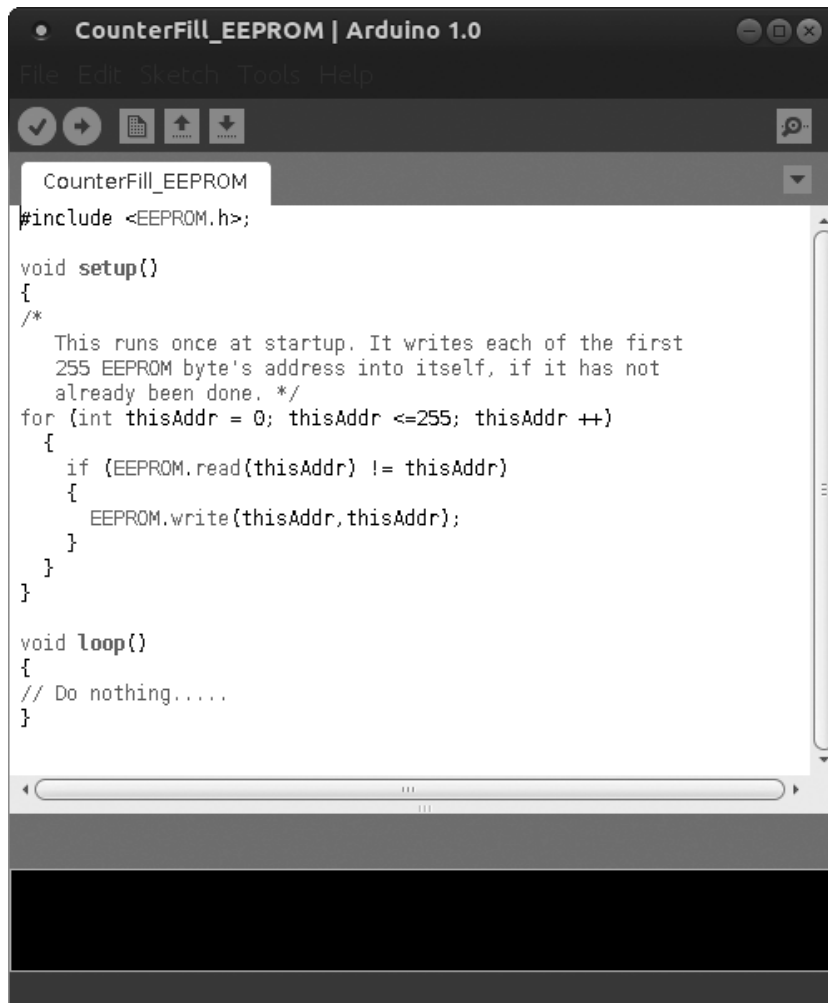 CounterFill_EEPROM | Arduino 1.0
File Edit Sketch Tools Help
CounterFill_EEPROM
#include <EEPROM.h>;
void setup()
{
/*
This runs once at startup. It writes each of the first
255 EEPROM byte's address into itself, if it has not
already been done. */
for (int thisAddr = 0; thisAddr <=255; thisAddr ++)
{
if (EEPROM.read(thisAddr) != thisAddr)
{
EEPROM.write(thisAddr,thisAddr);
}
}
}
void loop()
{
// Do nothing.....
}